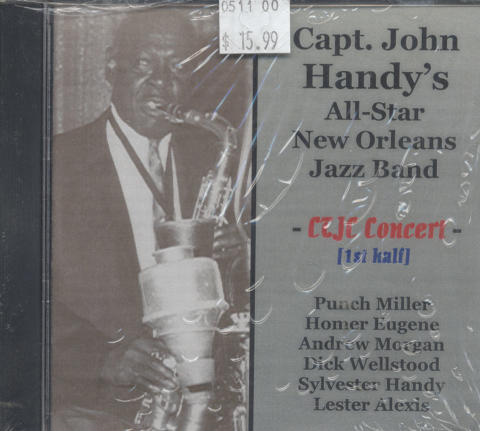 0511 00
$ 15.99
Capt. John
Handy's
All-Star
New Orleans
Jazz Band
- CTJC Concert -
[1st half]
Punch Miller
Homer Eugene
Andrew Morgan
Dick Wellstood
Sylvester Handy
Lester Alexis